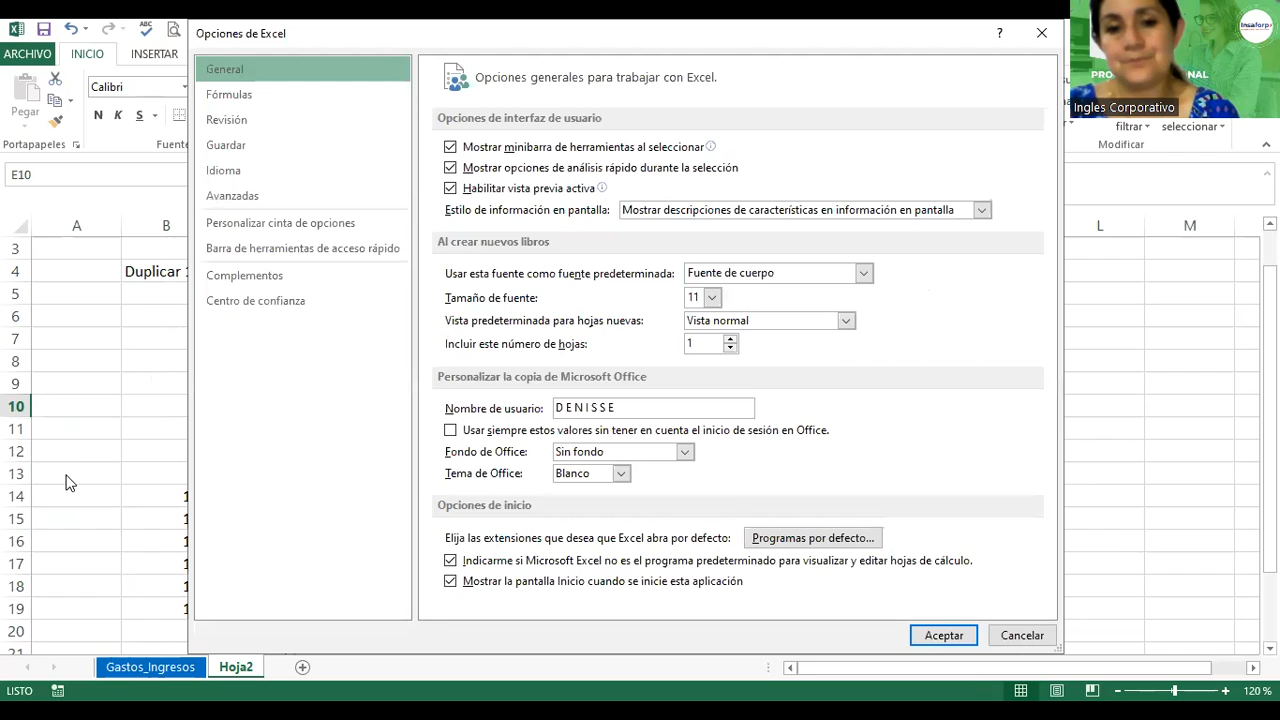 Opciones de Excel
?
insaforp
ARCHIVO
INICIO
INSERTAR
General
Fórmulas
Revisión
Guardar
Idioma
Avanzadas
Personalizar cinta de opciones
Barra de herramientas de acceso rápido
Complementos
Centro de confianza
Opciones generales para trabajar con Excel.
Opciones de interfaz de usuario
Mostrar minibarra de herramientas al seleccionar
Mostrar opciones de análisis rápido durante la selección
Habilitar vista previa activa
Estilo de información en pantalla: Mostrar descripciones de características en información en pantalla
Al crear nuevos libros
Usar esta fuente como fuente predeterminada: Fuente de cuerpo
Tamaño de fuente: 11
Vista predeterminada para hojas nuevas: Vista normal
Incluir este número de hojas: 1
Personalizar la copia de Microsoft Office
Nombre de usuario: D E N I S S E
Usar siempre estos valores sin tener en cuenta el inicio de sesión en Office.
Fondo de Office: Sin fondo
Tema de Office: Blanco
Opciones de inicio
Elija las extensiones que desea que Excel abra por defecto: Programas por defecto...
Indicarme si Microsoft Excel no es el programa predeterminado para visualizar y editar hojas de cálculo.
Mostrar la pantalla Inicio cuando se inicie esta aplicación
Aceptar Cancelar
Ingles Corporativo
Pegar
Calibri
N K S
Portapapeles
Fuente
filtrar seleccionar
Modificar
E10
A B L M
3
4 Duplicar 1
5
6
7
8
9
10
11
12
13
14 1
15 1
16 1
17 1
18 1
19 1
20
21
Gastos_Ingresos Hoja2
LISTO
120 %